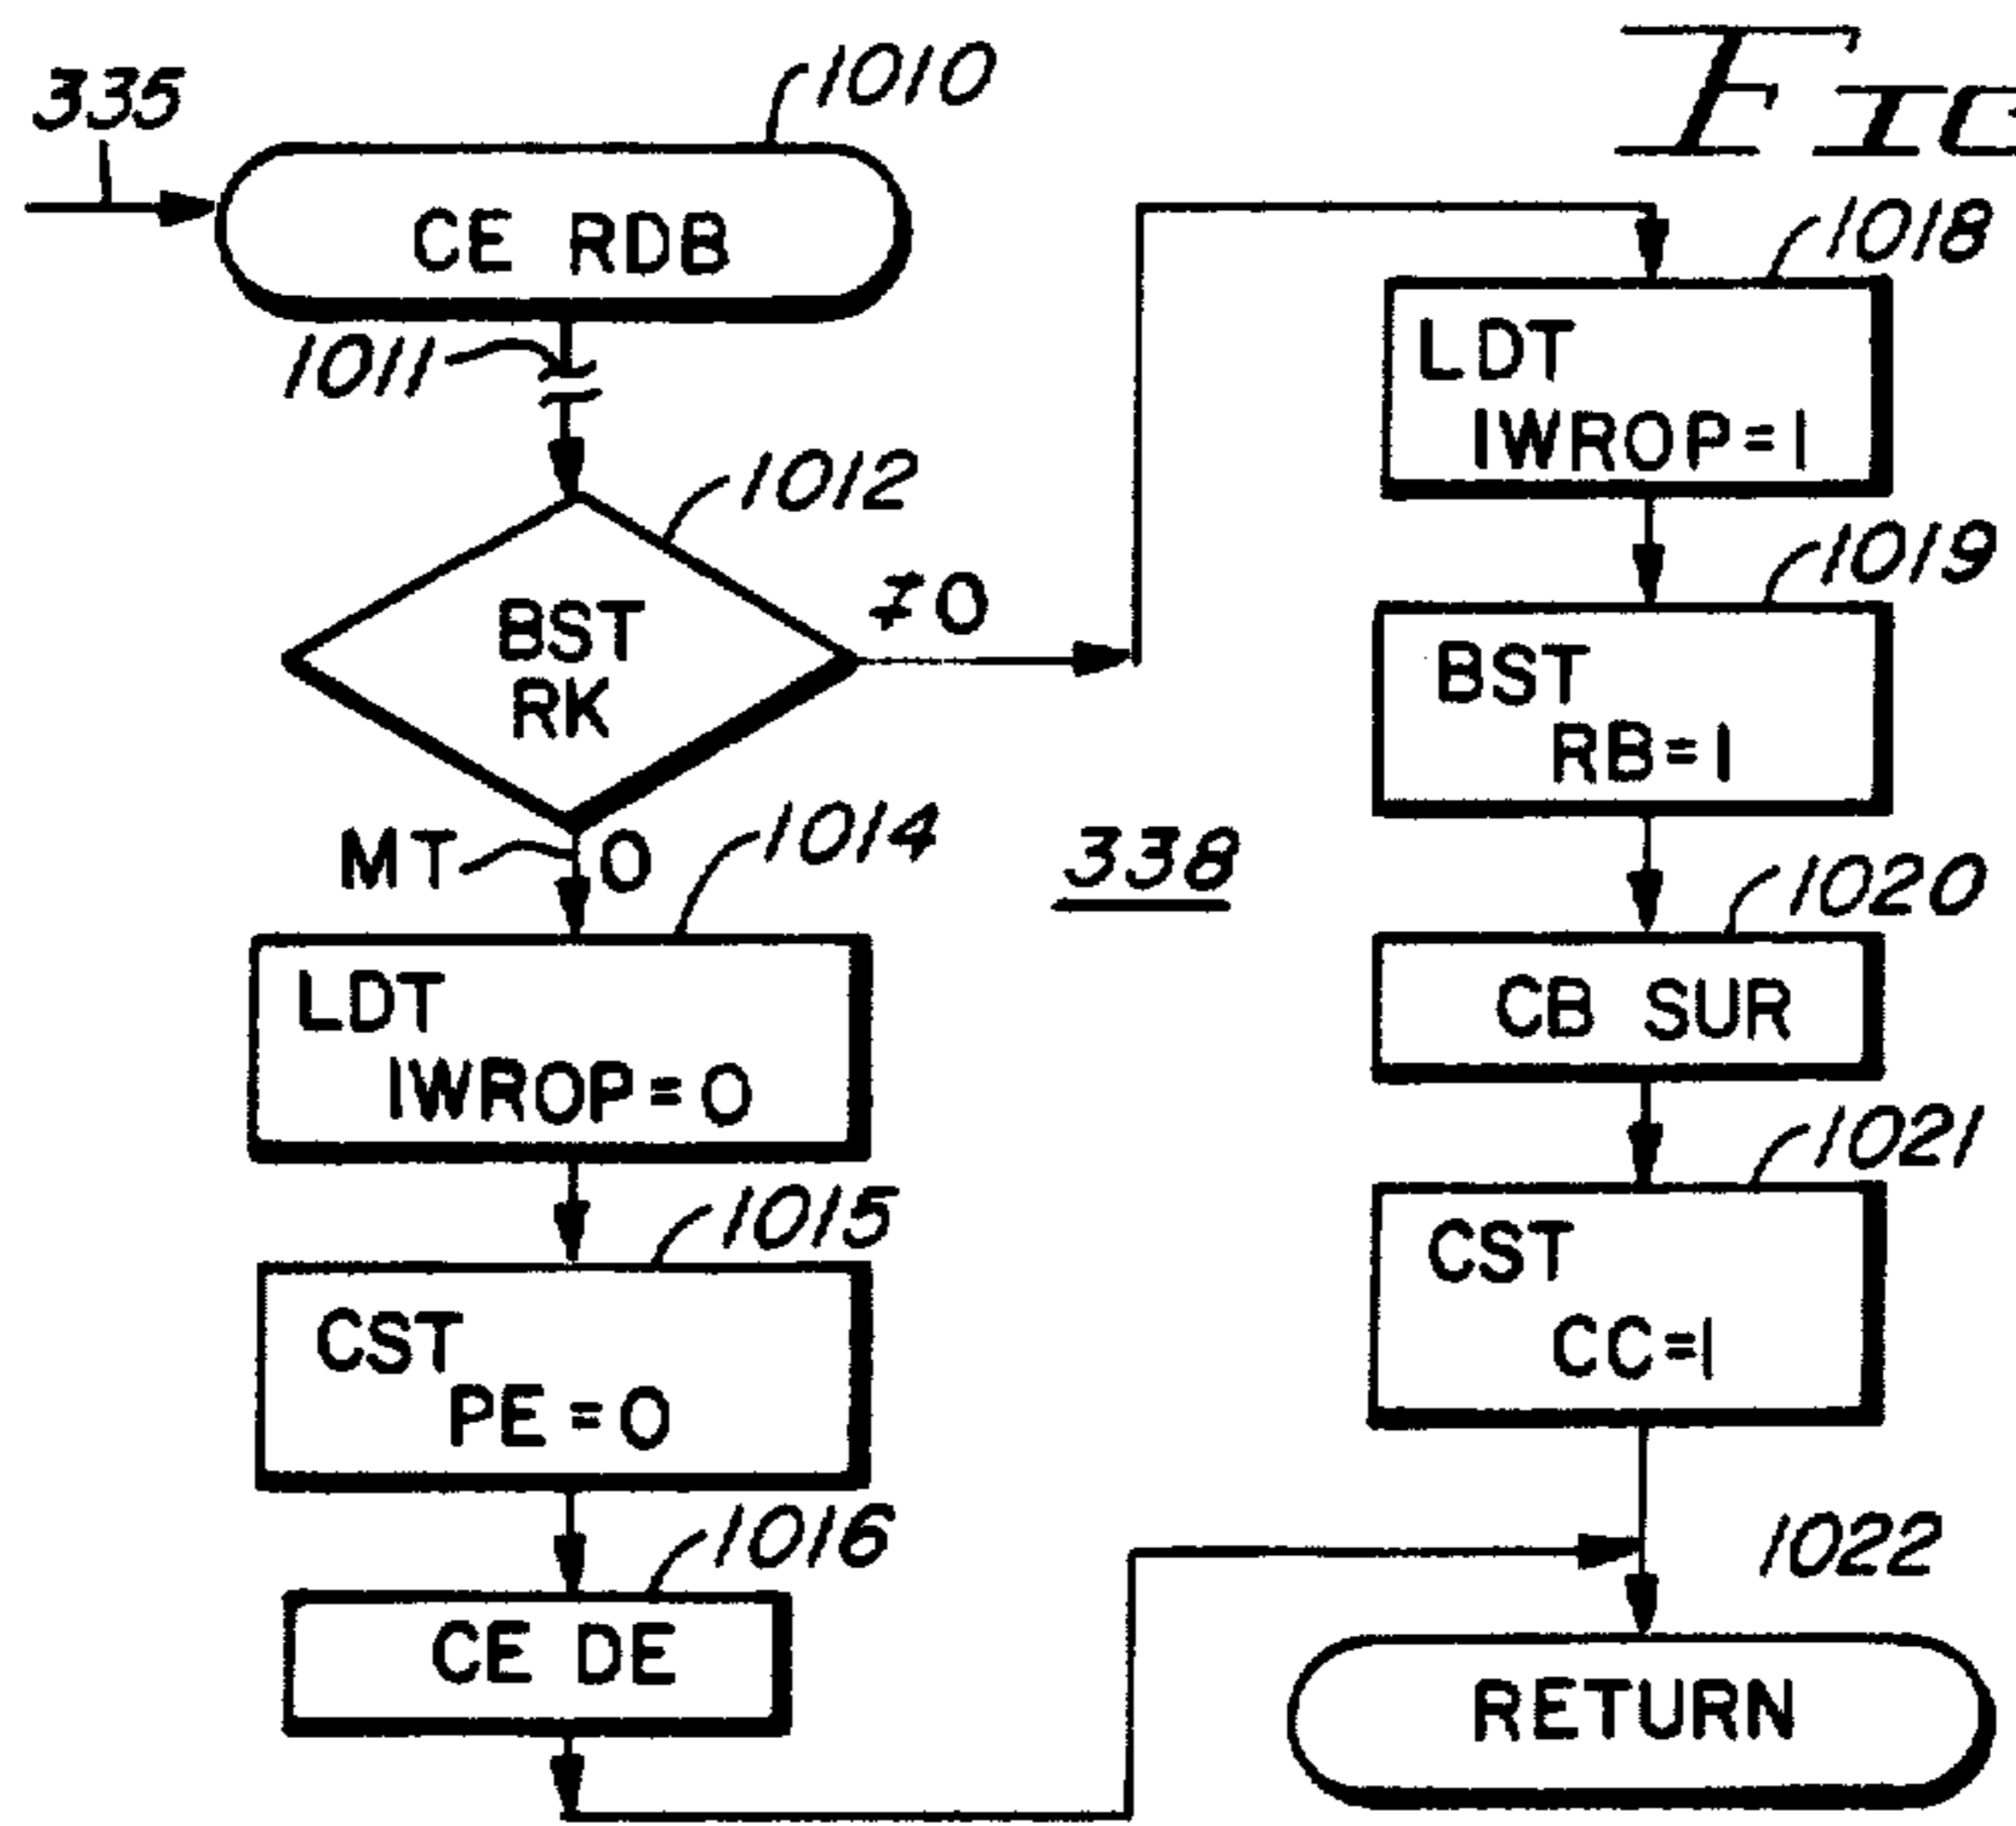 335
1010
CE RDB
1011
1012
BST
RK
≠0
MT
0
1014
LDT
IWROP=0
1015
CST
PE=0
1016
CE DE
338
1018
LDT
IWROP=1
1019
BST
RB=1
1020
CB SUR
1021
CST
CC=1
1022
RETURN